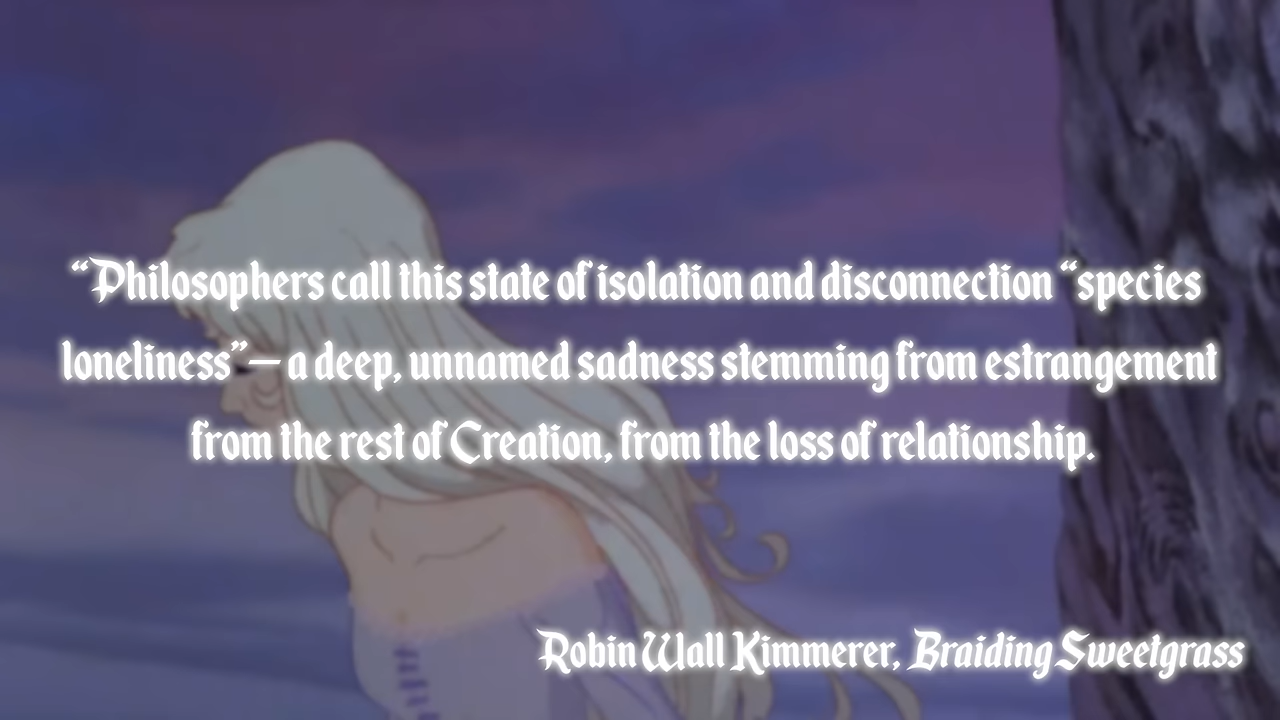 “Philosophers call this state of isolation and disconnection “species
loneliness”— a deep, unnamed sadness stemming from estrangement
from the rest of Creation, from the loss of relationship.
Robin Wall Kimmerer, Braiding Sweetgrass